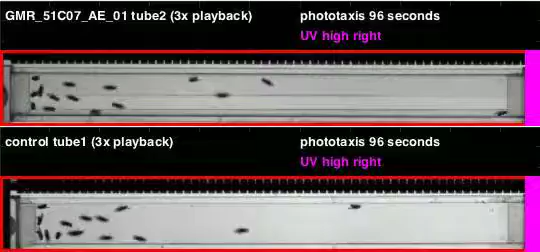 GMR_51C07_AE_01 tube2 (3x playback)
phototaxis 96 seconds
UV high right
control tube1 (3x playback)
phototaxis 96 seconds
UV high right